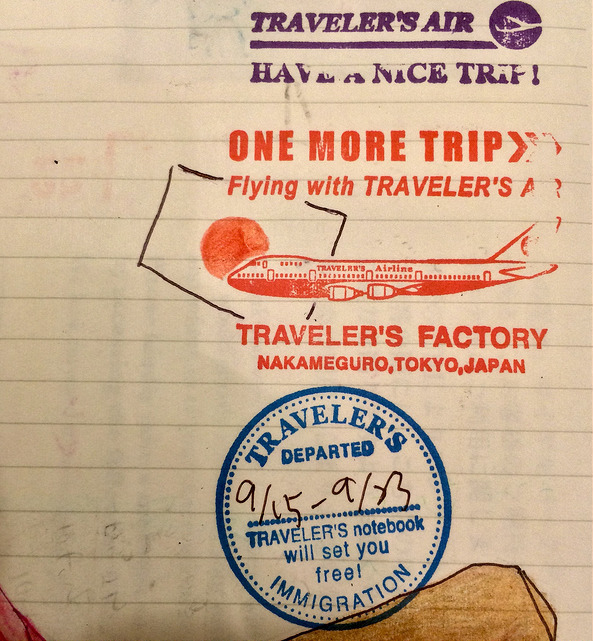 TRAVELER'S AIR
HAVE A NICE TRIP!
ONE MORE TRIP
Flying with TRAVELER'S A R
TRAVELER'S Airline
TRAVELER'S FACTORY
NAKAMEGURO,TOKYO,JAPAN
TRAVELER'S
DEPARTED
9/15-9/23
TRAVELER'S notebook
will set you
free!
IMMIGRATION